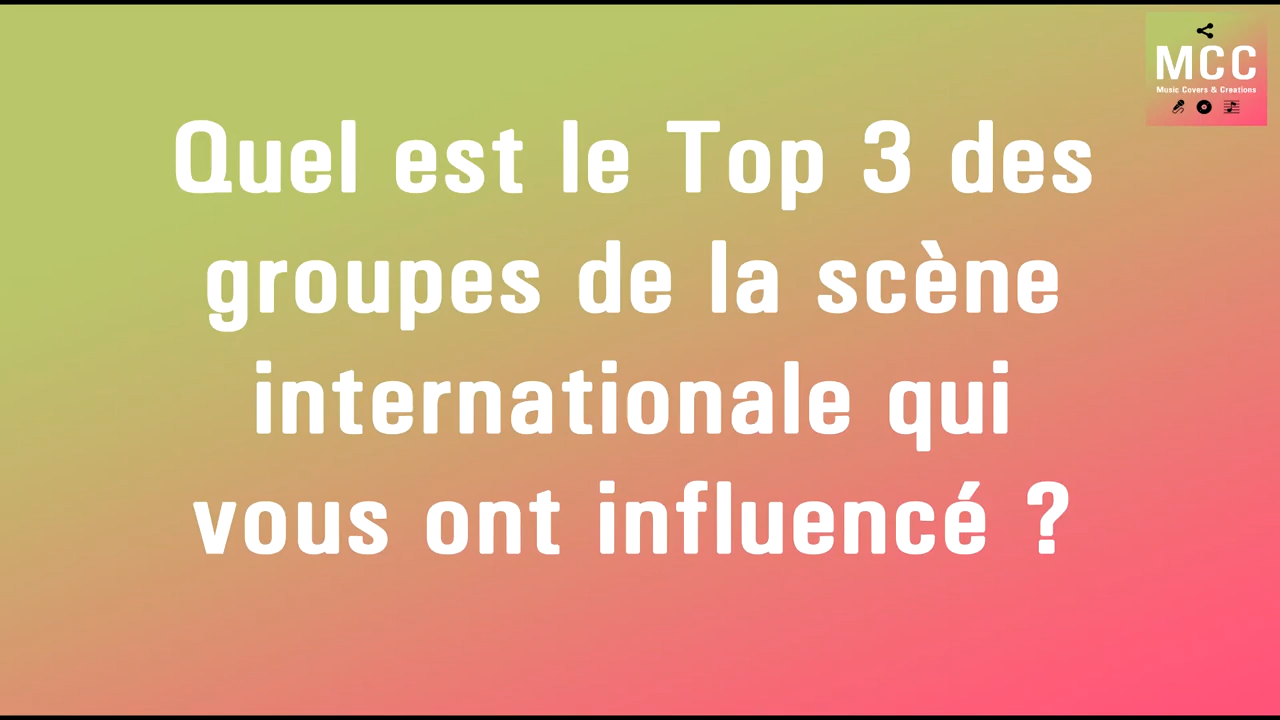 MCC
Music Covers & Creations
Quel est le Top 3 des
groupes de la scène
internationale qui
vous ont influencé ?